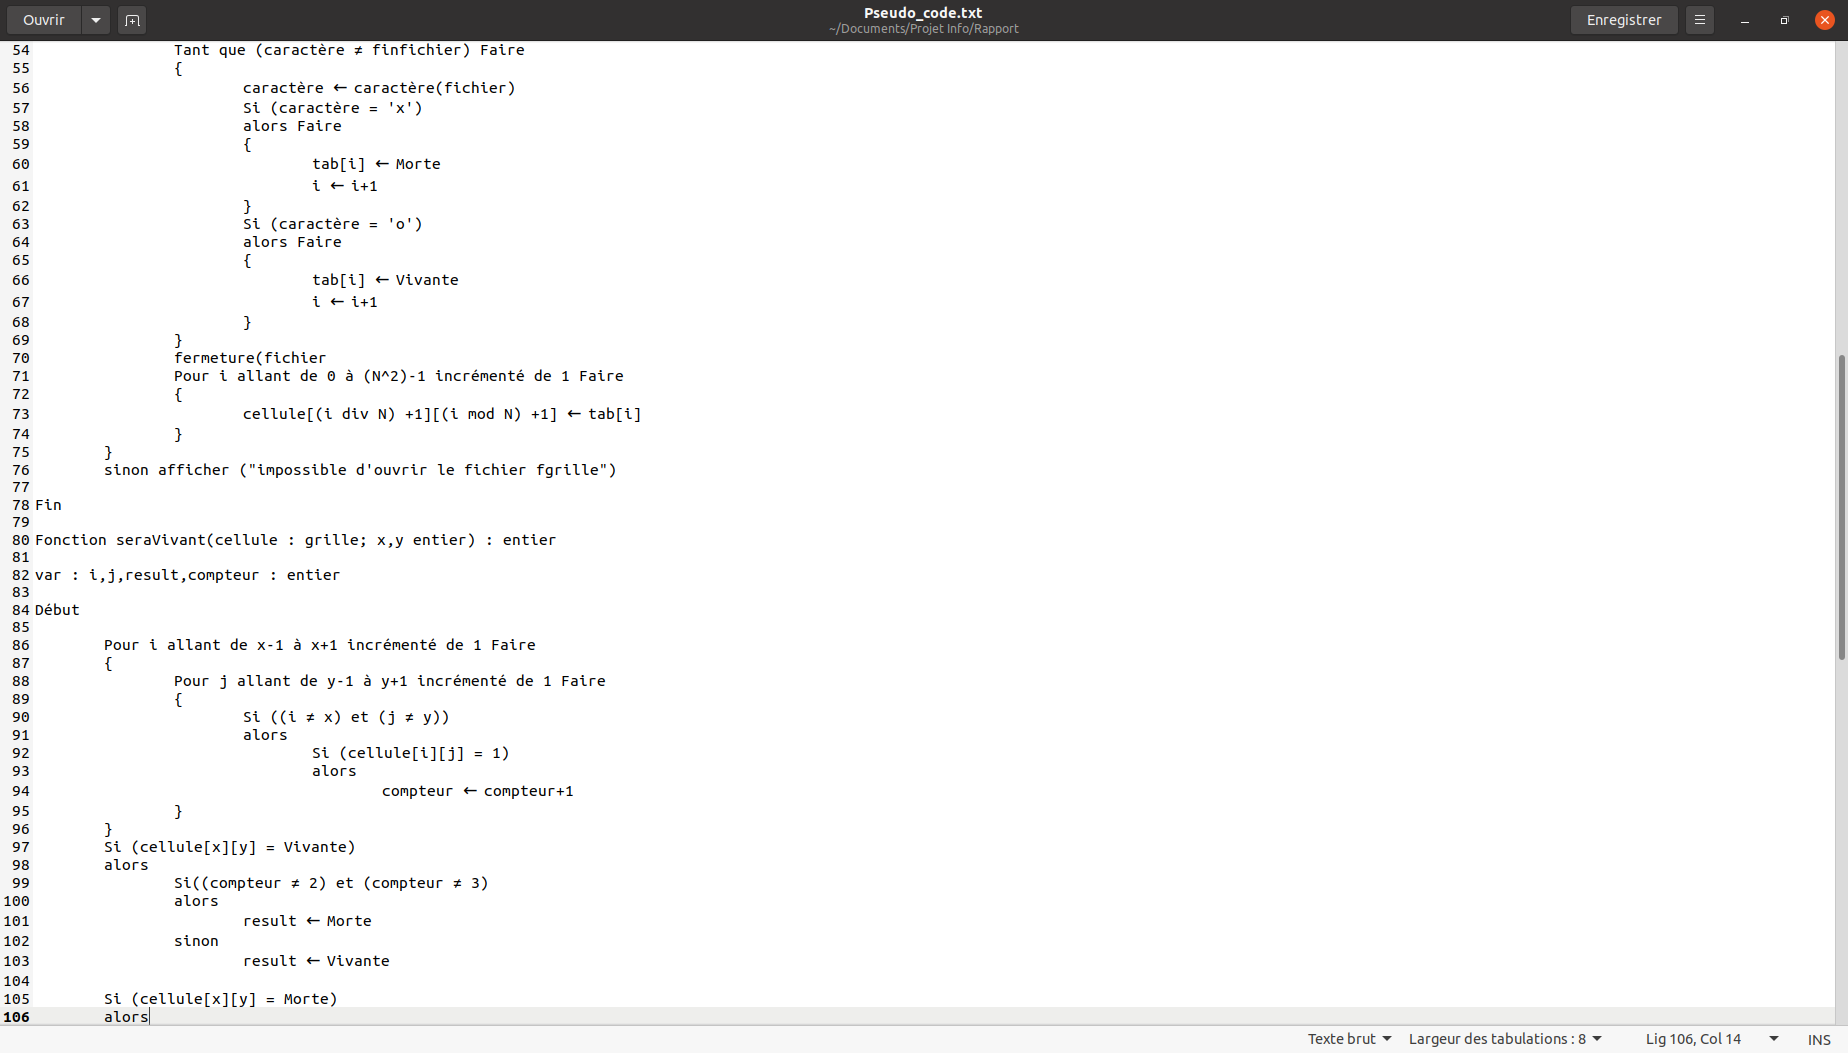 Ouvrir
Pseudo_code.txt
~/Documents/Projet Info/Rapport
Enregistrer
54 Tant que (caractère ≠ finfichier) Faire
55 {
56 caractère ← caractère(fichier)
57 Si (caractère = 'x')
58 alors Faire
59 {
60 tab[i] ← Morte
61 i ← i+1
62 }
63 Si (caractère = 'o')
64 alors Faire
65 {
66 tab[i] ← Vivante
67 i ← i+1
68 }
69 }
70 fermeture(fichier
71 Pour i allant de 0 à (N^2)-1 incrémenté de 1 Faire
72 {
73 cellule[(i div N) +1][(i mod N) +1] ← tab[i]
74 }
75 }
76 sinon afficher ("impossible d'ouvrir le fichier fgrille")
77
78 Fin
79
80 Fonction seraVivant(cellule : grille; x,y entier) : entier
81
82 var : i,j,result,compteur : entier
83
84 Début
85
86 Pour i allant de x-1 à x+1 incrémenté de 1 Faire
87 {
88 Pour j allant de y-1 à y+1 incrémenté de 1 Faire
89 {
90 Si ((i ≠ x) et (j ≠ y))
91 alors
92 Si (cellule[i][j] = 1)
93 alors
94 compteur ← compteur+1
95 }
96 }
97 Si (cellule[x][y] = Vivante)
98 alors
99 Si((compteur ≠ 2) et (compteur ≠ 3)
100 alors
101 result ← Morte
102 sinon
103 result ← Vivante
104
105 Si (cellule[x][y] = Morte)
106 alors
Texte brut Largeur des tabulations : 8 Lig 106, Col 14 INS